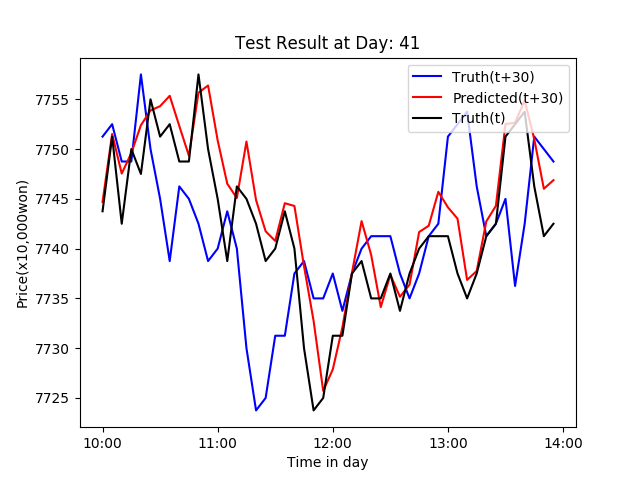 Test Result at Day: 41
Truth(t+30)
Predicted(t+30)
Truth(t)
Price(x10,000won)
7755
7750
7745
7740
7735
7730
7725
10:00 11:00 12:00 13:00 14:00
Time in day